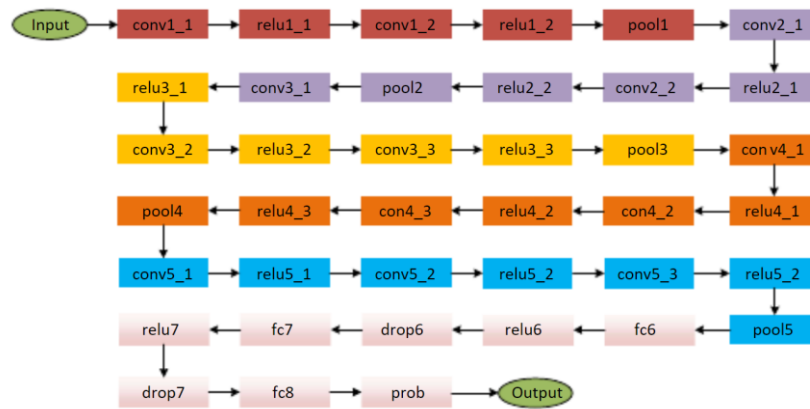 Input conv1_1 relu1_1 conv1_2 relu1_2 pool1 conv2_1
relu3_1 conv3_1 pool2 relu2_2 conv2_2 relu2_1
conv3_2 relu3_2 conv3_3 relu3_3 pool3 con v4_1
pool4 relu4_3 con4_3 relu4_2 con4_2 relu4_1
conv5_1 relu5_1 conv5_2 relu5_2 conv5_3 relu5_2
relu7 fc7 drop6 relu6 fc6 pool5
drop7 fc8 prob Output